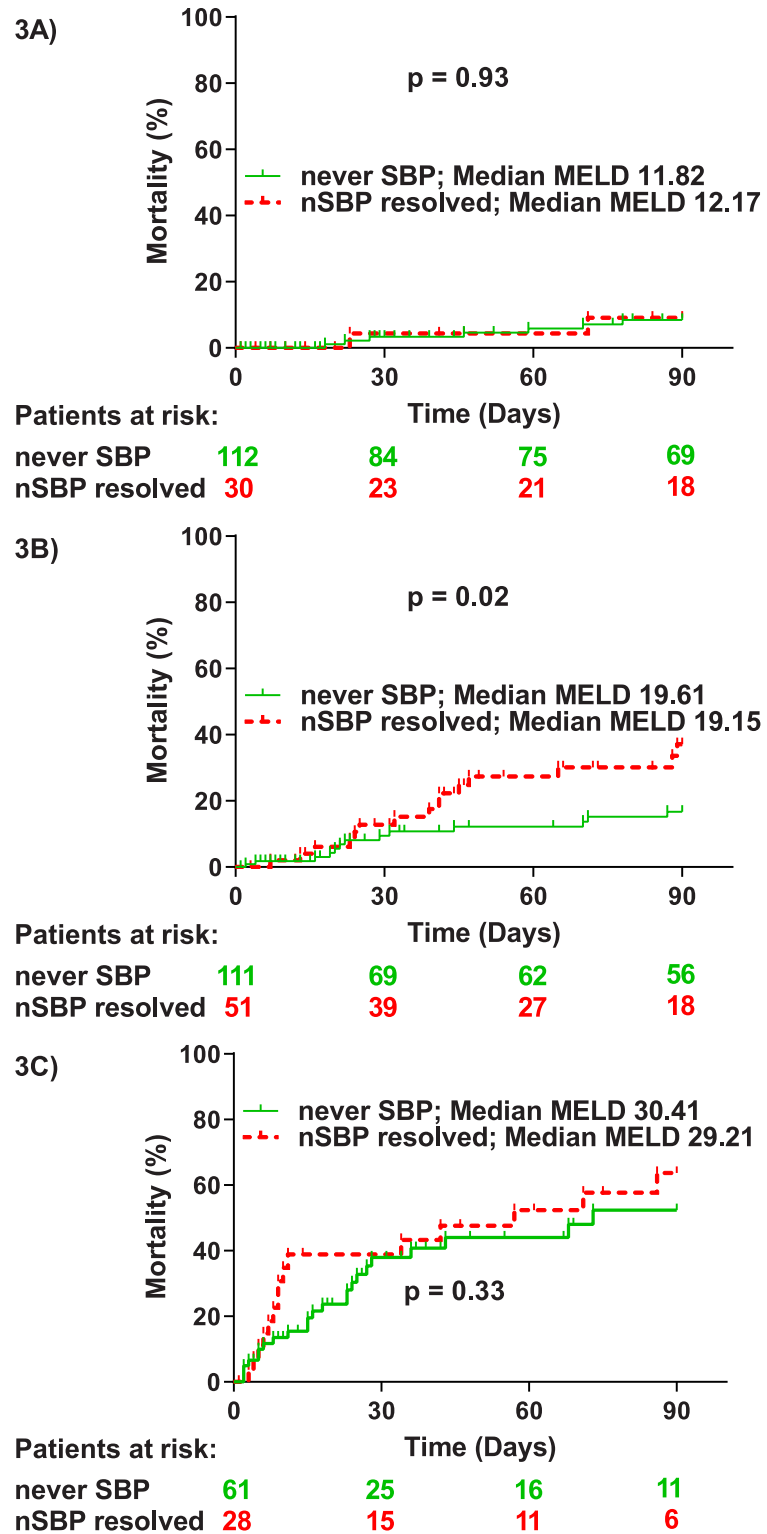 3A)
100
80
60
40
20
0
Mortality (%)
p = 0.93
never SBP; Median MELD 11.82
nSBP resolved; Median MELD 12.17
0 30 60 90
Patients at risk: Time (Days)
never SBP 112 84 75 69
nSBP resolved 30 23 21 18
3B)
100
80
60
40
20
0
Mortality (%)
p = 0.02
never SBP; Median MELD 19.61
nSBP resolved; Median MELD 19.15
0 30 60 90
Patients at risk: Time (Days)
never SBP 111 69 62 56
nSBP resolved 51 39 27 18
3C)
100
80
60
40
20
0
Mortality (%)
never SBP; Median MELD 30.41
nSBP resolved; Median MELD 29.21
p = 0.33
0 30 60 90
Patients at risk: Time (Days)
never SBP 61 25 16 11
nSBP resolved 28 15 11 6